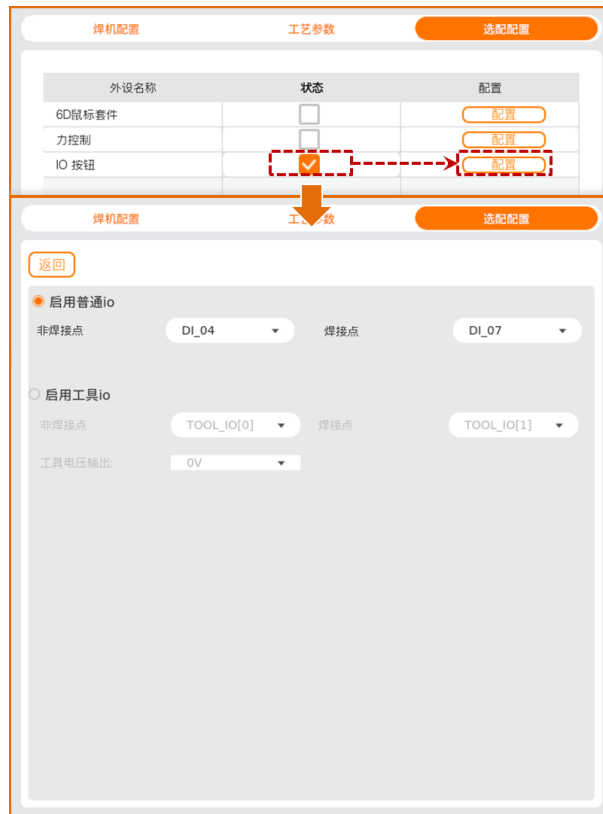 焊机配置 工艺参数 选配配置
外设名称 状态 配置
6D鼠标套件 配置
力控制 配置
IO 按钮 配置
焊机配置 工艺参数 选配配置
返回
启用普通io
非焊接点 DI_04 焊接点 DI_07
启用工具io
非焊接点 TOOL_IO[0] 焊接点 TOOL_IO[1]
工具电压输出: 0V